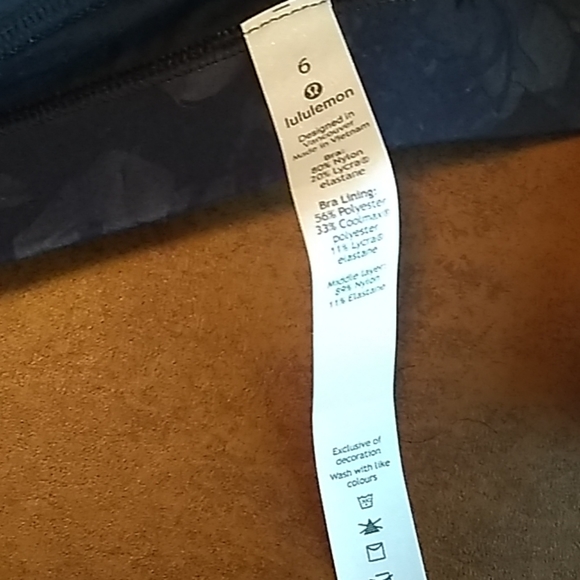 6
lululemon
Designed in
Vancouver
Made in Vietnam
Bra:
80% Nylon
20% Lycra®
elastane
Bra Lining:
56% Polyester
33% Coolmax®
polyester
11% Lycra®
elastane
Middle layer:
89% Nylon
11% Elastane
Exclusive of
decoration
Wash with like
colours